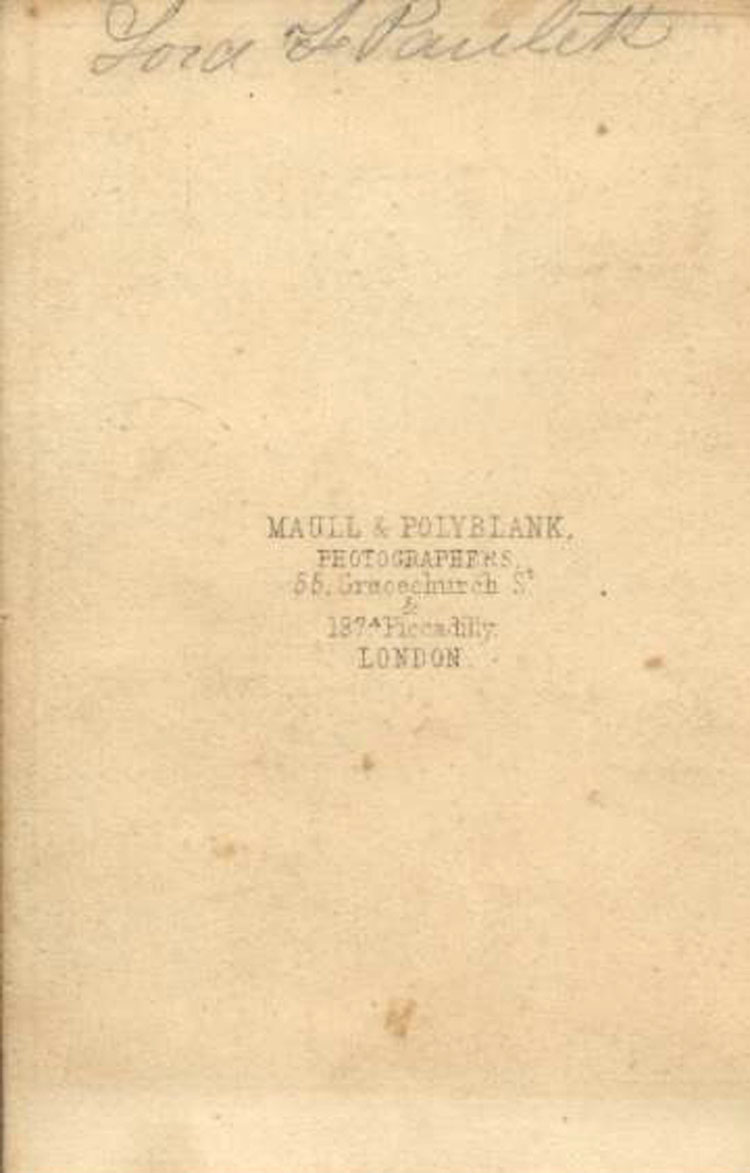 Lord F Paulett
MAULL & POLYBLANK,
PHOTOGRAPHERS,
55, Gracechurch St
&
187A Piccadilly
LONDON